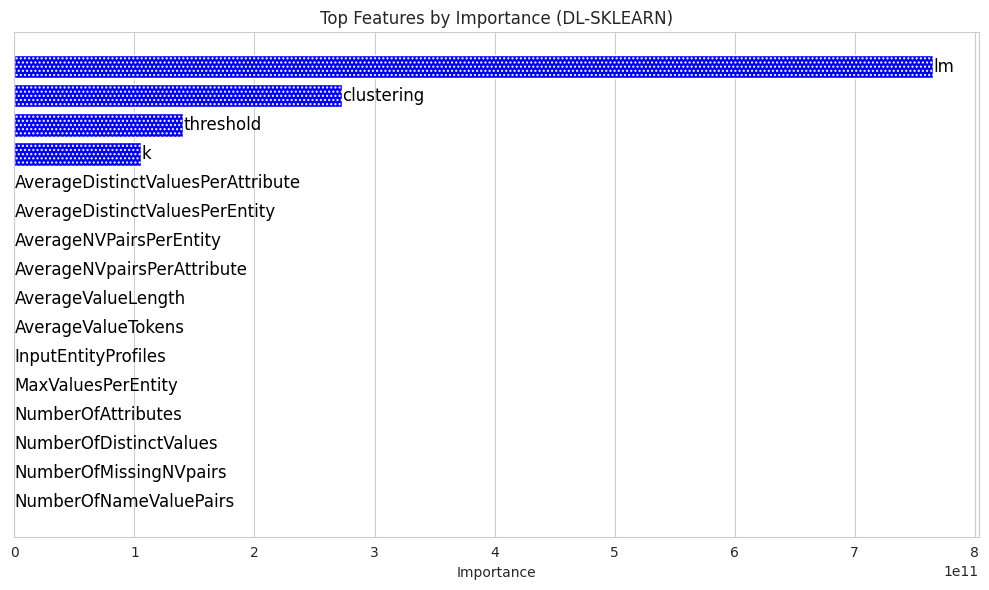 Top Features by Importance (DL-SKLEARN)
lm
clustering
threshold
k
AverageDistinctValuesPerAttribute
AverageDistinctValuesPerEntity
AverageNVPairsPerEntity
AverageNVpairsPerAttribute
AverageValueLength
AverageValueTokens
InputEntityProfiles
MaxValuesPerEntity
NumberOfAttributes
NumberOfDistinctValues
NumberOfMissingNVpairs
NumberOfNameValuePairs
0 1 2 3 4 5 6 7 8
1e11
Importance